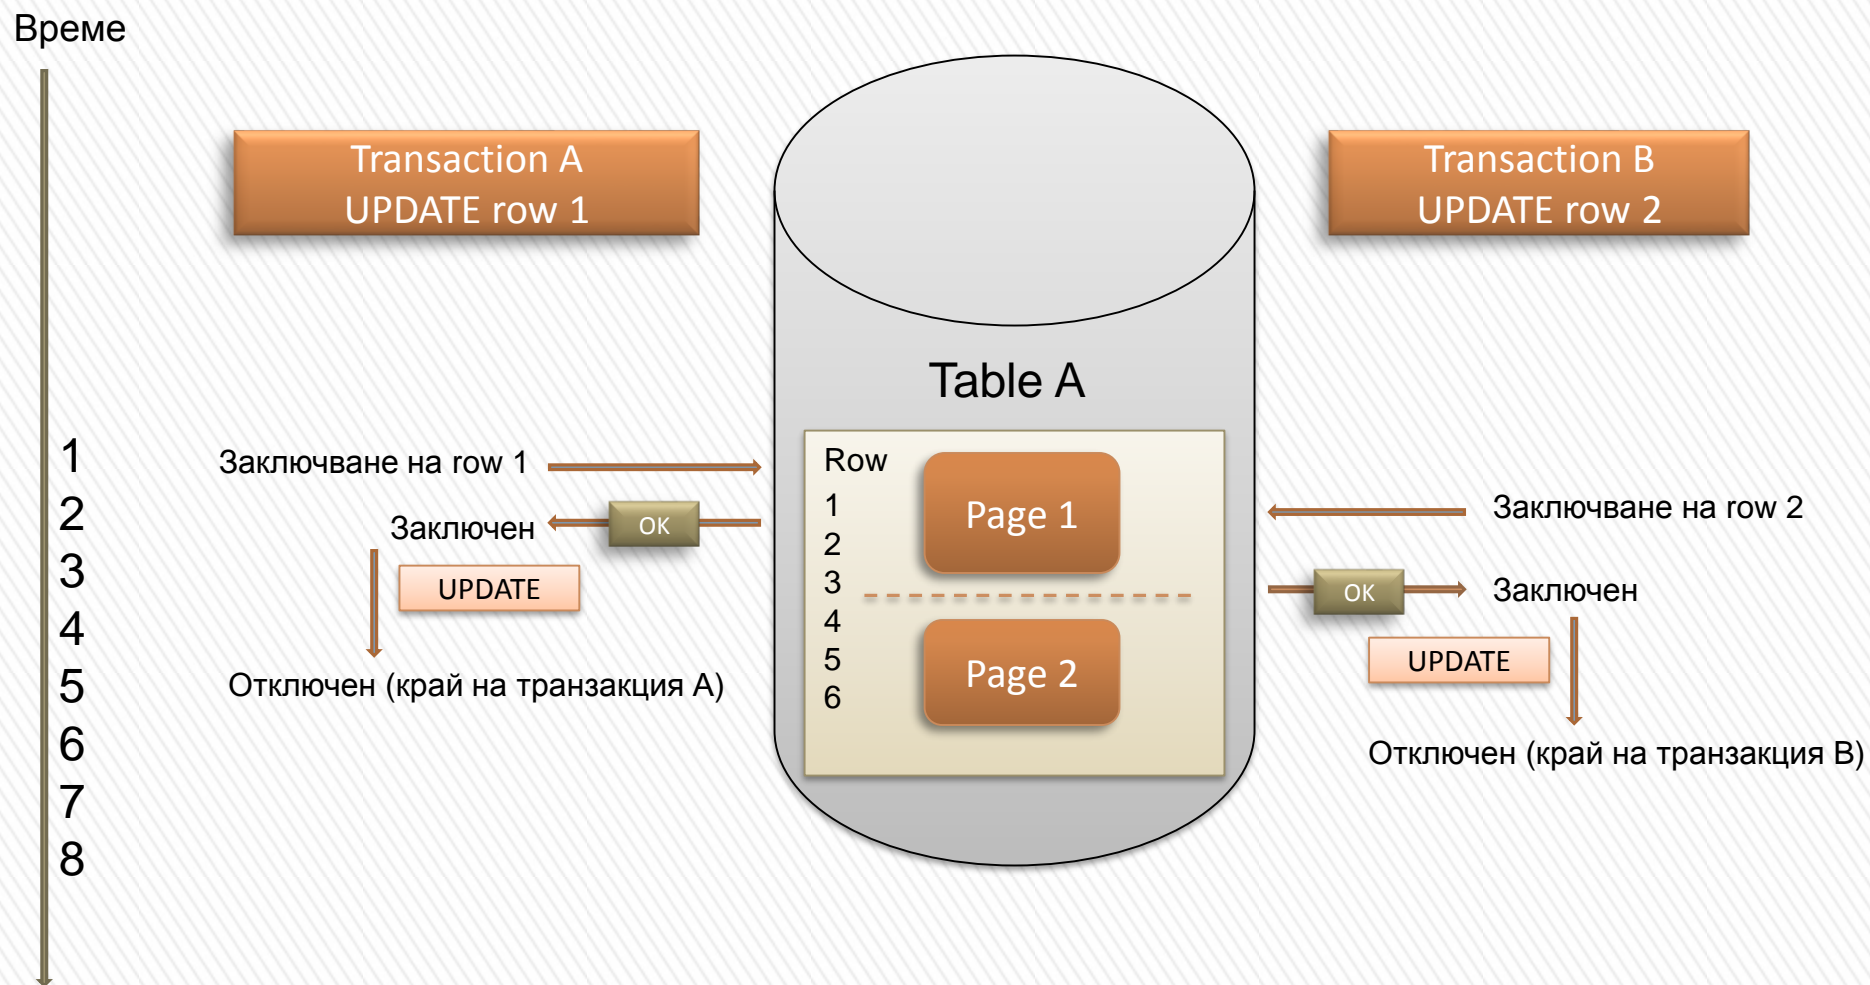 Време
Transaction A
UPDATE row 1
Transaction B
UPDATE row 2
Table A
1
2
3
4
5
6
7
8
Заключване на row 1
OK
Заключен
UPDATE
Отключен (край на транзакция A)
Row
1
2
3
4
5
6
Page 1
Page 2
Заключване на row 2
OK
Заключен
UPDATE
Отключен (край на транзакция B)